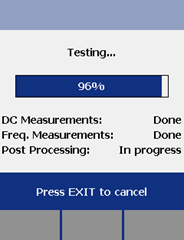 Testing...
96%
DC Measurements: Done
Freq. Measurements: Done
Post Processing: In progress
Press EXIT to cancel